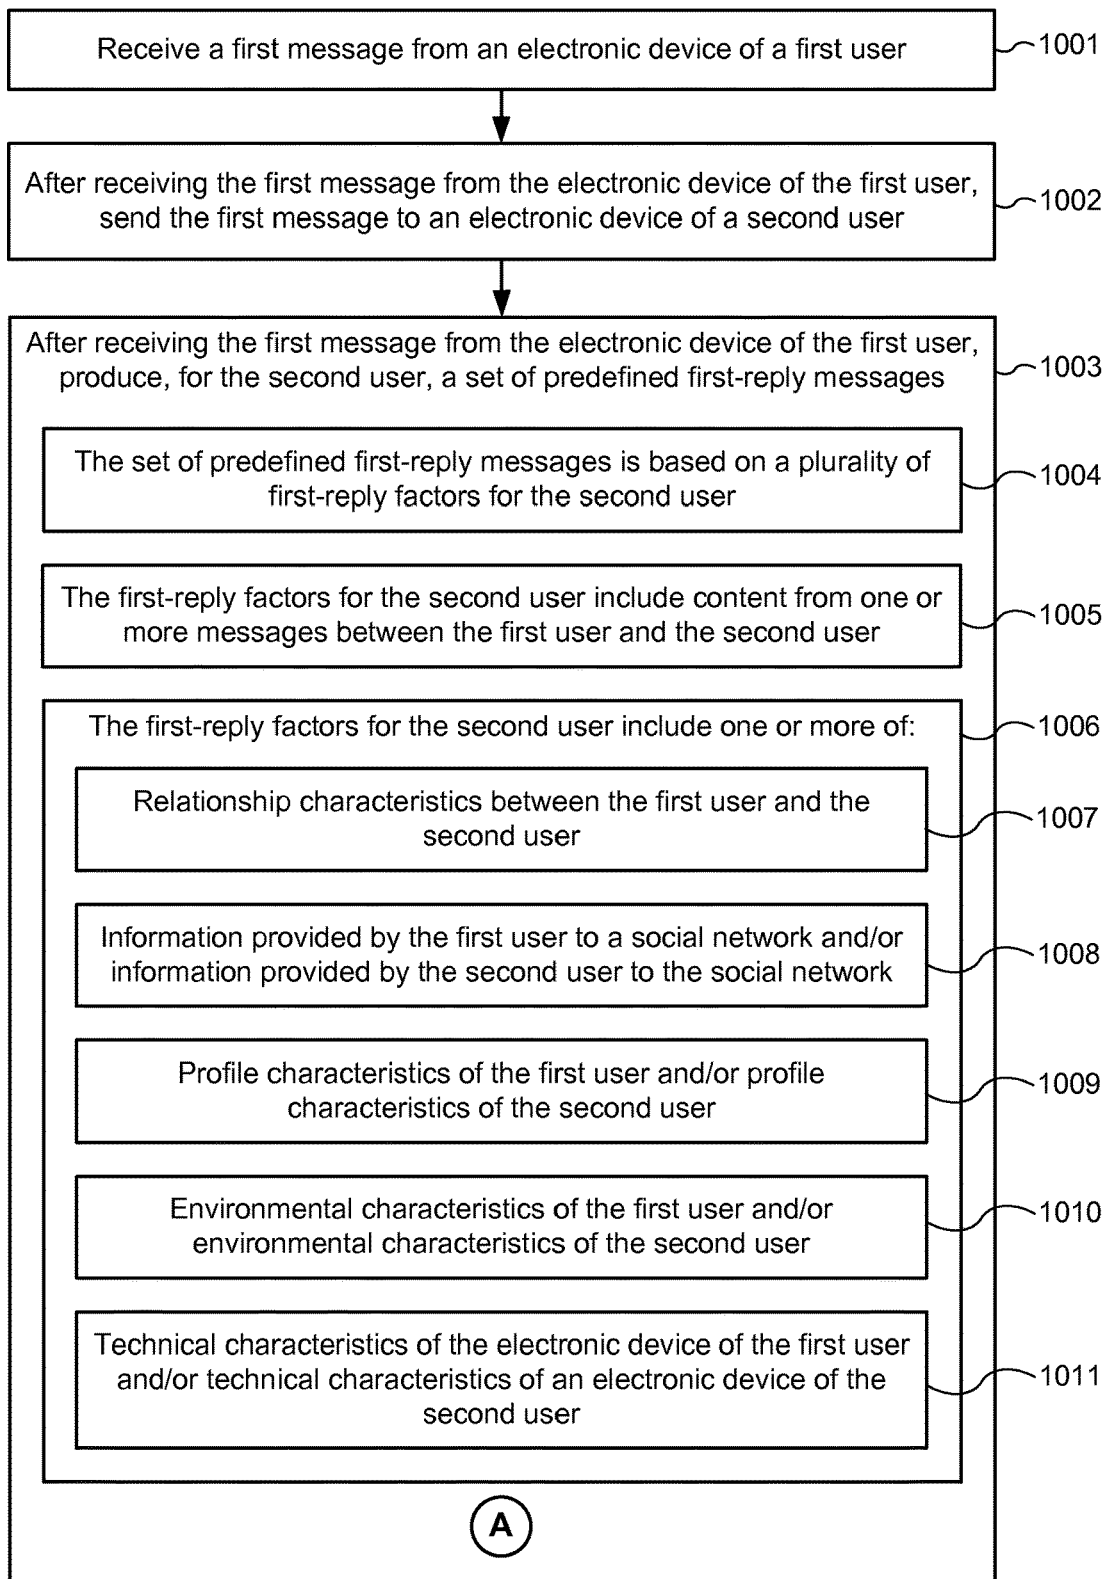 Receive a first message from an electronic device of a first user
1001
After receiving the first message from the electronic device of the first user,
send the first message to an electronic device of a second user
1002
After receiving the first message from the electronic device of the first user,
produce, for the second user, a set of predefined first-reply messages
1003
The set of predefined first-reply messages is based on a plurality of
first-reply factors for the second user
1004
The first-reply factors for the second user include content from one or
more messages between the first user and the second user
1005
The first-reply factors for the second user include one or more of:
1006
Relationship characteristics between the first user and the
second user
1007
Information provided by the first user to a social network and/or
information provided by the second user to the social network
1008
Profile characteristics of the first user and/or profile
characteristics of the second user
1009
Environmental characteristics of the first user and/or
environmental characteristics of the second user
1010
Technical characteristics of the electronic device of the first user
and/or technical characteristics of an electronic device of the
second user
1011
A